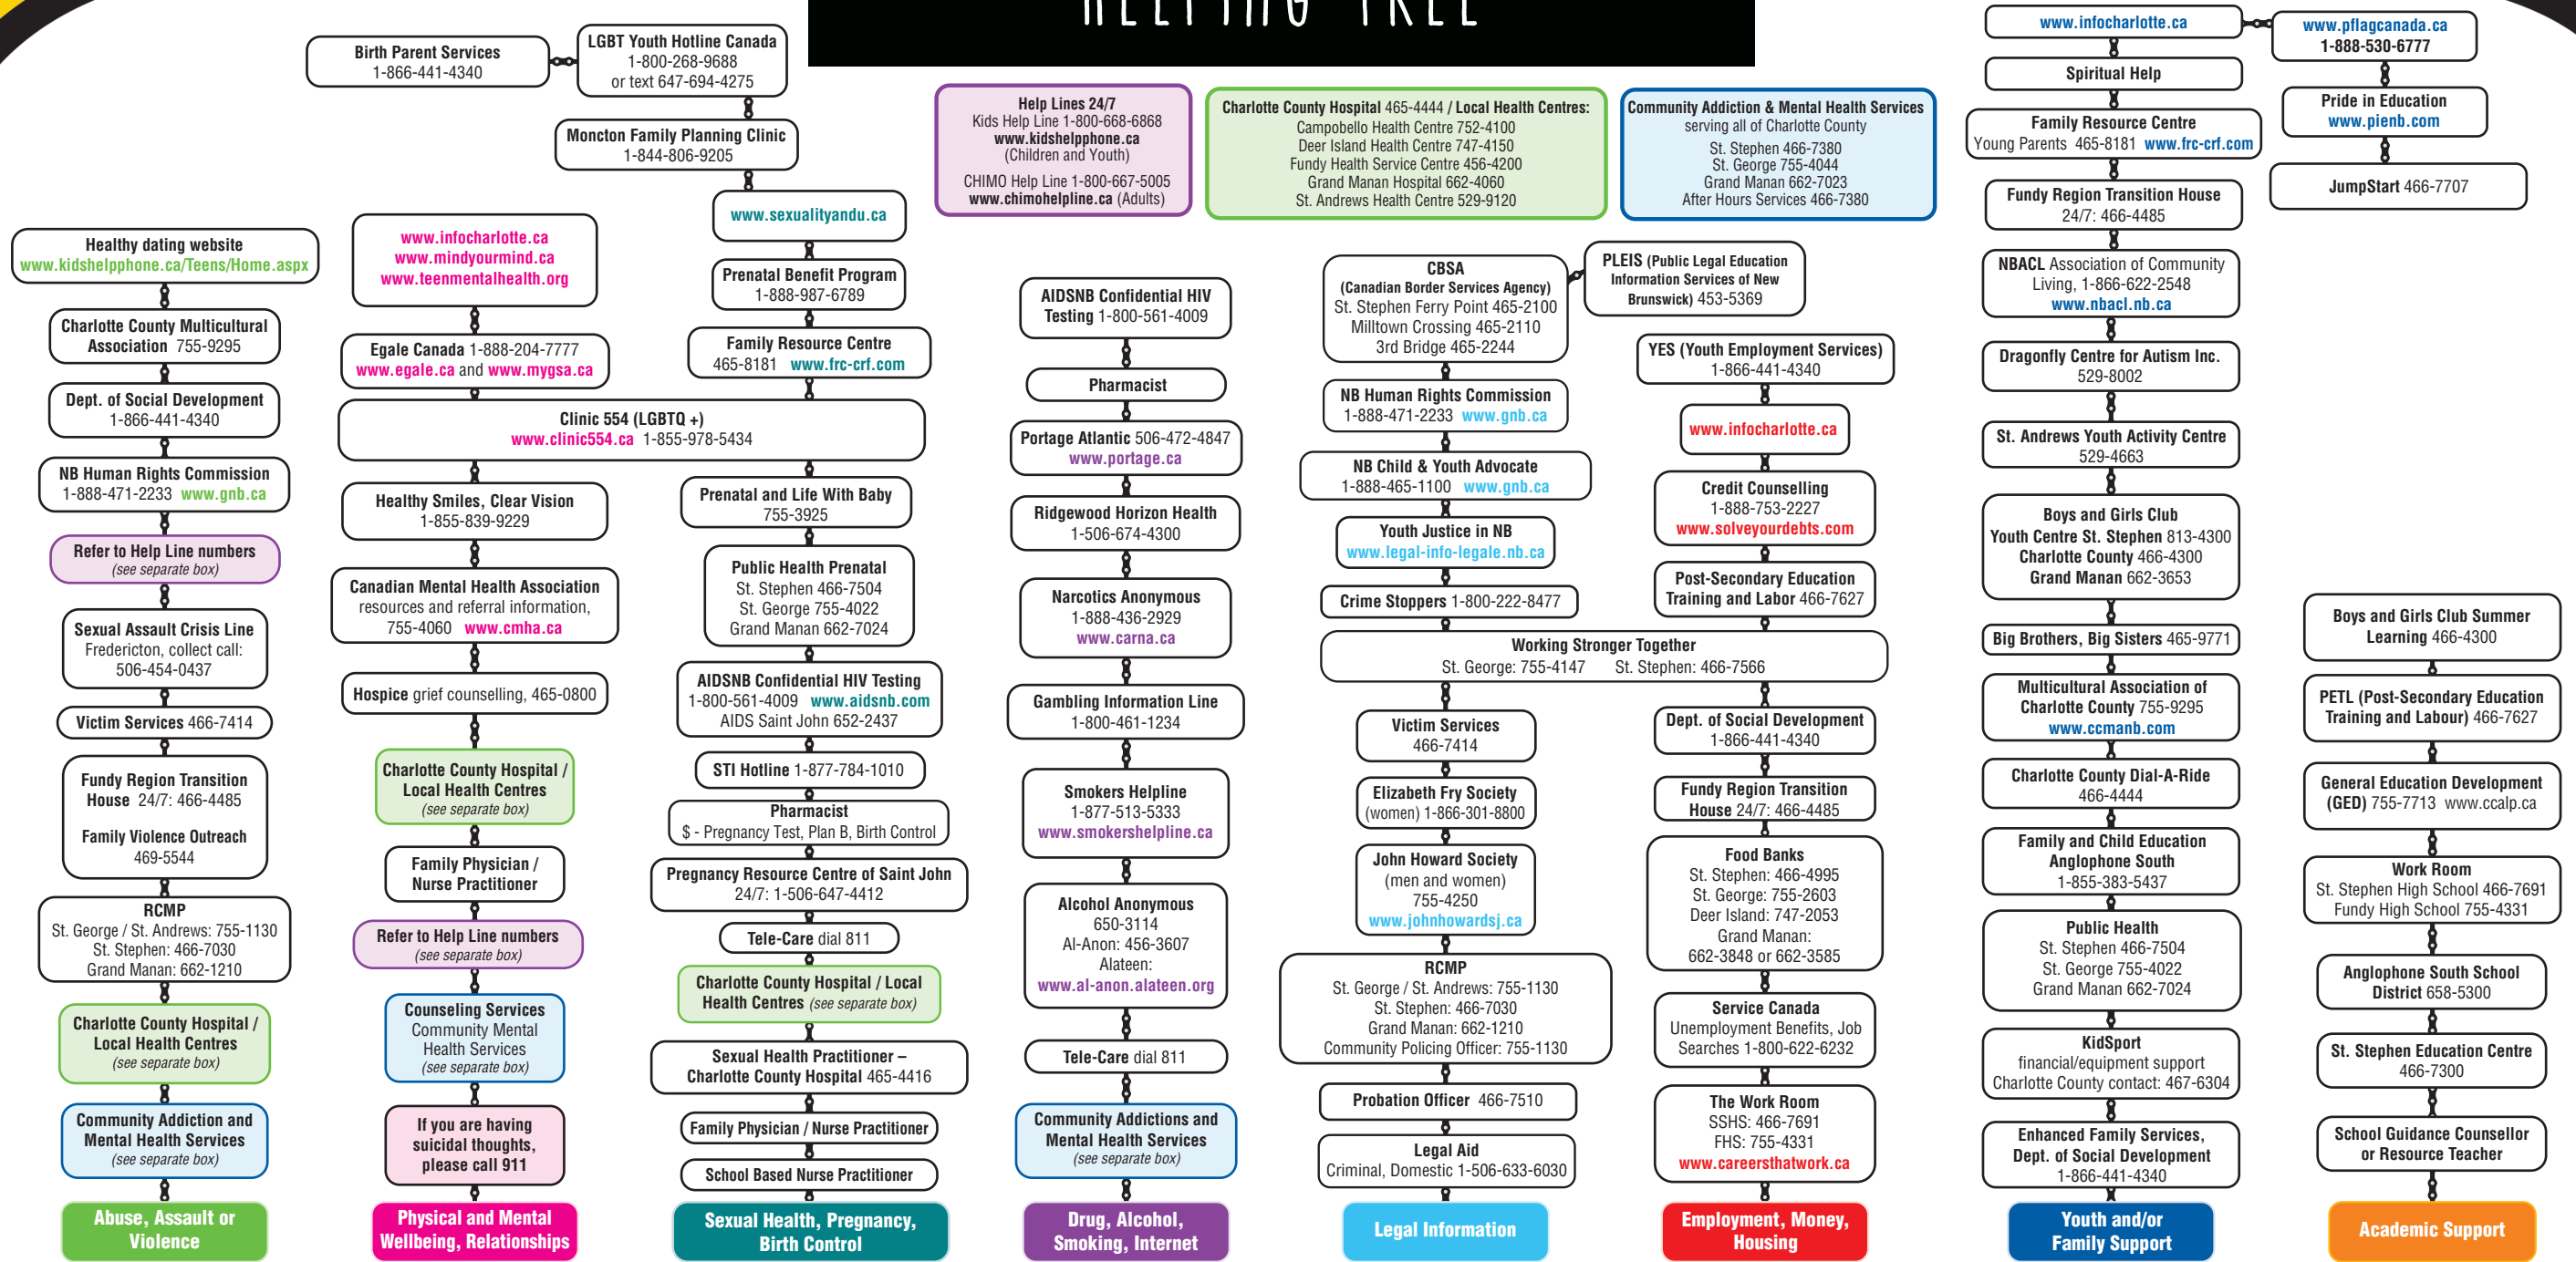 HELPING TREE
Birth Parent Services
1-866-441-4340
LGBT Youth Hotline Canada
1-800-268-9688
or text 647-694-4275
Moncton Family Planning Clinic
1-844-806-9205
Help Lines 24/7
Kids Help Line 1-800-668-6868
www.kidshelpphone.ca
(Children and Youth)
CHIMO Help Line 1-800-667-5005
www.chimohelpline.ca (Adults)
Charlotte County Hospital 465-4444 / Local Health Centres:
Campobello Health Centre 752-4100
Deer Island Health Centre 747-4150
Fundy Health Service Centre 456-4200
Grand Manan Hospital 662-4060
St. Andrews Health Centre 529-9120
Community Addiction & Mental Health Services
serving all of Charlotte County
St. Stephen 466-7380
St. George 755-4044
Grand Manan 662-7023
After Hours Services 466-7380
Healthy dating website
www.kidshelpphone.ca/Teens/Home.aspx
Charlotte County Multicultural
Association 755-9295
Dept. of Social Development
1-866-441-4340
NB Human Rights Commission
1-888-471-2233 www.gnb.ca
Refer to Help Line numbers
(see separate box)
Sexual Assault Crisis Line
Fredericton, collect call:
506-454-0437
Victim Services 466-7414
Fundy Region Transition
House 24/7: 466-4485
Family Violence Outreach
469-5544
RCMP
St. George / St. Andrews: 755-1130
St. Stephen: 466-7030
Grand Manan: 662-1210
Charlotte County Hospital /
Local Health Centres
(see separate box)
Community Addiction and
Mental Health Services
(see separate box)
Abuse, Assault or
Violence
www.infocharlotte.ca
www.mindyourmind.ca
www.teenmentalhealth.org
Egale Canada 1-888-204-7777
www.egale.ca and www.mygsa.ca
Clinic 554 (LGBTQ +)
www.clinic554.ca 1-855-978-5434
Healthy Smiles, Clear Vision
1-855-839-9229
Canadian Mental Health Association
resources and referral information,
755-4060 www.cmha.ca
Hospice grief counselling, 465-0800
Charlotte County Hospital /
Local Health Centres
(see separate box)
Family Physician /
Nurse Practitioner
Refer to Help Line numbers
(see separate box)
Counseling Services
Community Mental
Health Services
(see separate box)
If you are having
suicidal thoughts,
please call 911
Physical and Mental
Wellbeing, Relationships
www.sexualityandu.ca
Prenatal Benefit Program
1-888-987-6789
Family Resource Centre
465-8181 www.frc-crf.com
Prenatal and Life With Baby
755-3925
Public Health Prenatal
St. Stephen 466-7504
St. George 755-4022
Grand Manan 662-7024
AIDSNB Confidential HIV Testing
1-800-561-4009 www.aidsnb.com
AIDS Saint John 652-2437
STI Hotline 1-877-784-1010
Pharmacist
$ - Pregnancy Test, Plan B, Birth Control
Pregnancy Resource Centre of Saint John
24/7: 1-506-647-4412
Tele-Care dial 811
Charlotte County Hospital / Local
Health Centres (see separate box)
Sexual Health Practitioner –
Charlotte County Hospital 465-4416
Family Physician / Nurse Practitioner
School Based Nurse Practitioner
Sexual Health, Pregnancy,
Birth Control
AIDSNB Confidential HIV
Testing 1-800-561-4009
Pharmacist
Portage Atlantic 506-472-4847
www.portage.ca
Ridgewood Horizon Health
1-506-674-4300
Narcotics Anonymous
1-888-436-2929
www.carna.ca
Gambling Information Line
1-800-461-1234
Smokers Helpline
1-877-513-5333
www.smokershelpline.ca
Alcohol Anonymous
650-3114
Al-Anon: 456-3607
Alateen:
www.al-anon.alateen.org
Tele-Care dial 811
Community Addictions and
Mental Health Services
(see separate box)
Drug, Alcohol,
Smoking, Internet
CBSA
(Canadian Border Services Agency)
St. Stephen Ferry Point 465-2100
Milltown Crossing 465-2110
3rd Bridge 465-2244
PLEIS (Public Legal Education
Information Services of New
Brunswick) 453-5369
NB Human Rights Commission
1-888-471-2233 www.gnb.ca
NB Child & Youth Advocate
1-888-465-1100 www.gnb.ca
Youth Justice in NB
www.legal-info-legale.nb.ca
Crime Stoppers 1-800-222-8477
Working Stronger Together
St. George: 755-4147 St. Stephen: 466-7566
Victim Services
466-7414
Elizabeth Fry Society
(women) 1-866-301-8800
John Howard Society
(men and women)
755-4250
www.johnhowardsj.ca
RCMP
St. George / St. Andrews: 755-1130
St. Stephen: 466-7030
Grand Manan: 662-1210
Community Policing Officer: 755-1130
Probation Officer 466-7510
Legal Aid
Criminal, Domestic 1-506-633-6030
Legal Information
YES (Youth Employment Services)
1-866-441-4340
www.infocharlotte.ca
Credit Counselling
1-888-753-2227
www.solveyourdebts.com
Post-Secondary Education
Training and Labor 466-7627
Dept. of Social Development
1-866-441-4340
Fundy Region Transition
House 24/7: 466-4485
Food Banks
St. Stephen: 466-4995
St. George: 755-2603
Deer Island: 747-2053
Grand Manan:
662-3848 or 662-3585
Service Canada
Unemployment Benefits, Job
Searches 1-800-622-6232
The Work Room
SSHS: 466-7691
FHS: 755-4331
www.careersthatwork.ca
Employment, Money,
Housing
www.infocharlotte.ca
Spiritual Help
Family Resource Centre
Young Parents 465-8181 www.frc-crf.com
Fundy Region Transition House
24/7: 466-4485
NBACL Association of Community
Living, 1-866-622-2548
www.nbacl.nb.ca
Dragonfly Centre for Autism Inc.
529-8002
St. Andrews Youth Activity Centre
529-4663
Boys and Girls Club
Youth Centre St. Stephen 813-4300
Charlotte County 466-4300
Grand Manan 662-3653
Big Brothers, Big Sisters 465-9771
Multicultural Association of
Charlotte County 755-9295
www.ccmanb.com
Charlotte County Dial-A-Ride
466-4444
Family and Child Education
Anglophone South
1-855-383-5437
Public Health
St. Stephen 466-7504
St. George 755-4022
Grand Manan 662-7024
KidSport
financial/equipment support
Charlotte County contact: 467-6304
Enhanced Family Services,
Dept. of Social Development
1-866-441-4340
Youth and/or
Family Support
www.pflagcanada.ca
1-888-530-6777
Pride in Education
www.pienb.com
JumpStart 466-7707
Boys and Girls Club Summer
Learning 466-4300
PETL (Post-Secondary Education
Training and Labour) 466-7627
General Education Development
(GED) 755-7713 www.ccalp.ca
Work Room
St. Stephen High School 466-7691
Fundy High School 755-4331
Anglophone South School
District 658-5300
St. Stephen Education Centre
466-7300
School Guidance Counsellor
or Resource Teacher
Academic Support